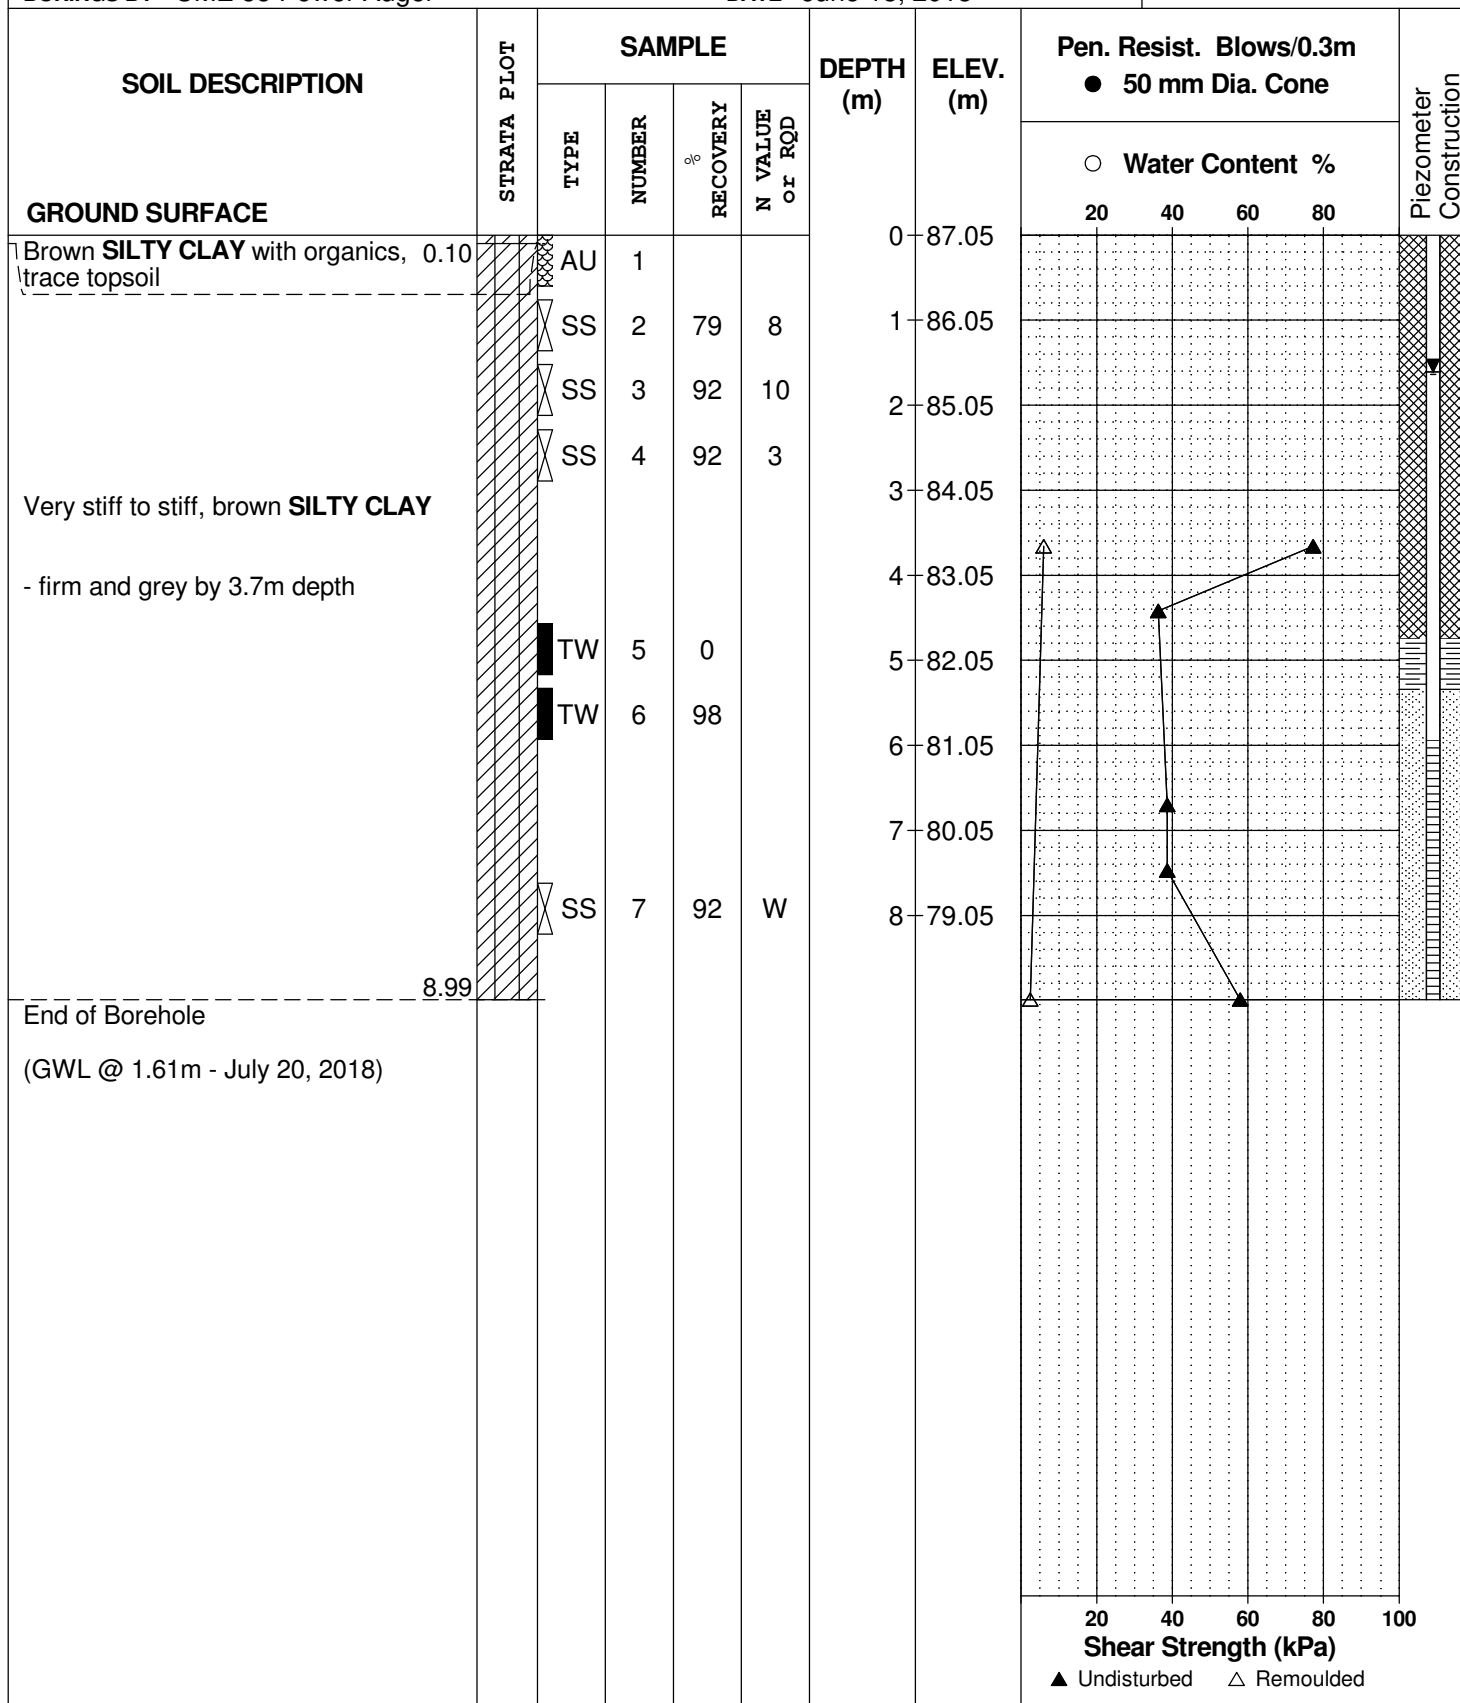 SOIL DESCRIPTION
GROUND SURFACE
STRATA PLOT
SAMPLE
TYPE
NUMBER
%
RECOVERY
N VALUE
or RQD
DEPTH
(m)
ELEV.
(m)
Pen. Resist. Blows/0.3m
● 50 mm Dia. Cone
○ Water Content %
20 40 60 80
Piezometer
Construction
0 87.05
Brown SILTY CLAY with organics, 0.10
trace topsoil
AU 1
SS 2 79 8
1 86.05
SS 3 92 10
2 85.05
SS 4 92 3
3 84.05
Very stiff to stiff, brown SILTY CLAY
4 83.05
- firm and grey by 3.7m depth
TW 5 0
5 82.05
TW 6 98
6 81.05
7 80.05
SS 7 92 W
8 79.05
8.99
End of Borehole
(GWL @ 1.61m - July 20, 2018)
20 40 60 80 100
Shear Strength (kPa)
▲ Undisturbed △ Remoulded